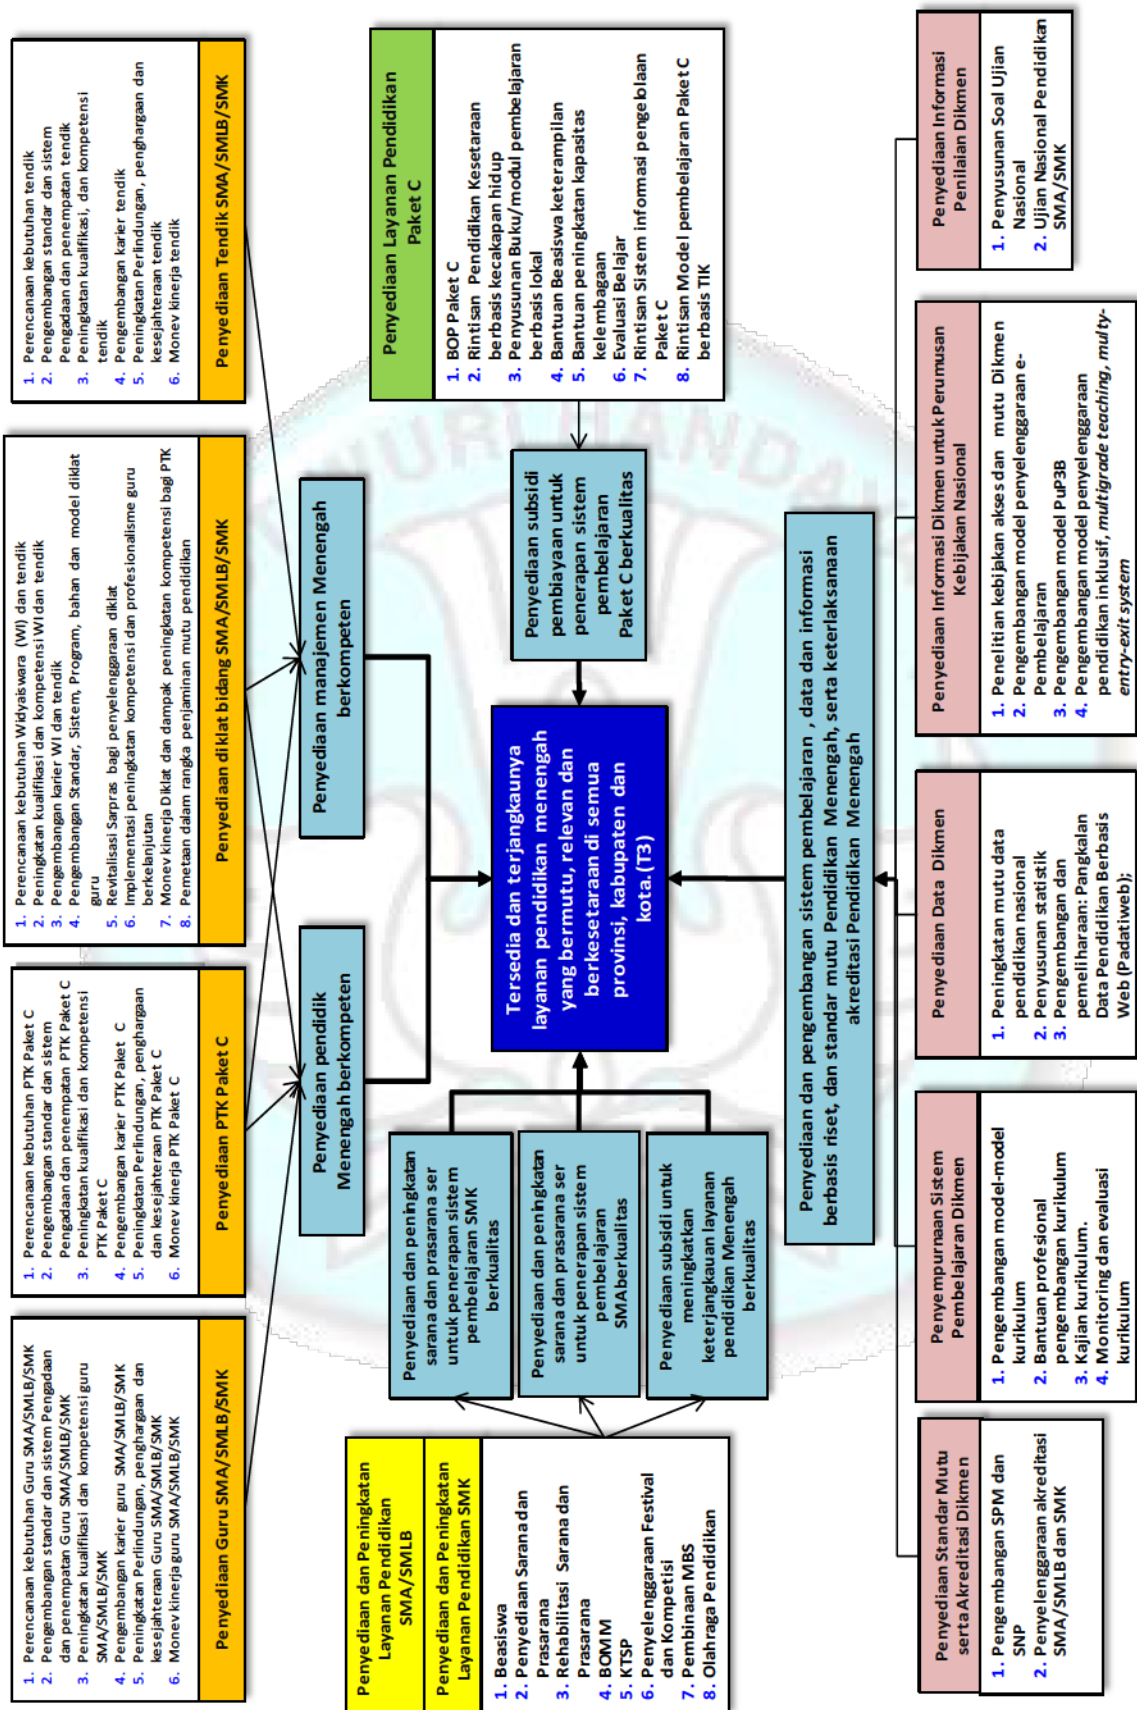 1. Perencanaan kebutuhan Guru SMA/SMLB/SMK
2. Pengembangan standar dan sistem Pengadaan
dan penempatan Guru SMA/SMLB/SMK
3. Peningkatan kualifikasi dan kompetensi guru
SMA/SMLB/SMK
4. Pengembangan karier guru SMA/SMLB/SMK
5. Peningkatan Perlindungan, penghargaan dan
kesejahteraan Guru SMA/SMLB/SMK
6. Monev kinerja guru SMA/SMLB/SMK
Penyediaan Guru SMA/SMLB/SMK
1. Perencanaan kebutuhan PTK Paket C
2. Pengembangan standar dan sistem
Pengadaan dan penempatan PTK Paket C
3. Peningkatan kualifikasi dan kompetensi
PTK Paket C
4. Pengembangan karier PTK Paket C
5. Peningkatan Perlindungan, penghargaan
dan kesejahteraan PTK Paket C
6. Monev kinerja PTK Paket C
Penyediaan PTK Paket C
1. Perencanaan kebutuhan Widyaiswara (WI) dan tendik
2. Peningkatan kualifikasi dan kompetensi WI dan tendik
3. Pengembangan karier WI dan tendik
4. Pengembangan Standar, Sistem, Program, bahan dan model diklat
guru
5. Revitalisasi Sarpras bagi penyelenggaraan diklat
6. Implementasi peningkatan kompetensi dan profesionalisme guru
berkelanjutan
7. Monev kinerja Diklat dan dampak peningkatan kompetensi bagi PTK
8. Pemetaan dalam rangka penjaminan mutu pendidikan
Penyediaan diklat bidang SMA/SMLB/SMK
1. Perencanaan kebutuhan tendik
2. Pengembangan standar dan sistem
Pengadaan dan penempatan tendik
3. Peningkatan kualifikasi, dan kompetensi
tendik
4. Pengembangan karier tendik
5. Peningkatan Perlindungan, penghargaan dan
kesejahteraan tendik
6. Monev kinerja tendik
Penyediaan Tendik SMA/SMLB/SMK
Penyediaan pendidik
Menengah berkompeten
Penyediaan manajemen Menengah
berkompeten
Penyediaan dan Peningkatan
Layanan Pendidikan
SMA/SMLB
Penyediaan dan Peningkatan
Layanan Pendidikan SMK
1. Beasiswa
2. Penyediaan Sarana dan
Prasarana
3. Rehabilitasi Sarana dan
Prasarana
4. BOMM
5. KTSP
6. Penyelenggaraan Festival
dan Kompetisi
7. Pembinaan MBS
8. Olahraga Pendidikan
Penyediaan dan peningkatan
sarana dan prasarana ser
untuk penerapan sistem
pembelajaran SMK
berkualitas
Penyediaan dan peningkatan
sarana dan prasarana ser
untuk penerapan sistem
pembelajaran
SMA berkualitas
Penyediaan subsidi untuk
meningkatkan
keterjangkauan layanan
pendidikan Menengah
berkualitas
Tersedia dan terjangkaunya
layanan pendidikan menengah
yang bermutu, relevan dan
berkesetaraan di semua
provinsi, kabupaten dan
kota.(T3)
Penyediaan subsidi
pembiayaan untuk
penerapan sistem
pembelajaran
Paket C berkualitas
Penyediaan Layanan Pendidikan
Paket C
1. BOP Paket C
2. Rintisan Pendidikan Kesetaraan
berbasis kecakapan hidup
3. Penyusunan Buku/modul pembelajaran
berbasis lokal
4. Bantuan Beasiswa keterampilan
5. Bantuan peningkatan kapasitas
kelembagaan
6. Evaluasi Belajar
7. Rintisan Sistem informasi pengeblolaan
Paket C
8. Rintisan Model pembelajaran Paket C
berbasis TIK
Penyediaan dan pengembangan sistem pembelajaran , data dan informasi
berbasis riset, dan standar mutu Pendidikan Menengah, serta keterlaksanaan
akreditasi Pendidikan Menengah
Penyediaan Standar Mutu
serta Akreditasi Dikmen
1. Pengembangan SPM dan
SNP
2. Penyelenggaraan akreditasi
SMA/SMLB dan SMK
Penyempurnaan Sistem
Pembelajaran Dikmen
1. Pengembangan model-model
kurikulum
2. Bantuan profesional
pengembangan kurikulum
3. Kajian kurikulum.
4. Monitoring dan evaluasi
kurikulum
Penyediaan Data Dikmen
1. Peningkatan mutu data
pendidikan nasional
2. Penyusunan statistik
3. Pengembangan dan
pemeliharaan: Pangkalan
Data Pendidikan Berbasis
Web (Padatiweb);
Penyediaan Informasi Dikmen untuk Perumusan
Kebijakan Nasional
1. Penelitian kebijakan akses dan mutu Dikmen
2. Pengembangan model penyelenggaraan e-
Pembelajaran
3. Pengembangan model PuP3B
4. Pengembangan model penyelenggaraan
pendidikan inklusif, multigrade teaching, multy-
entry-exit system
Penyediaan Informasi
Penilaian Dikmen
1. Penyusunan Soal Ujian
Nasional
2. Ujian Nasional Pendidikan
SMA/SMK